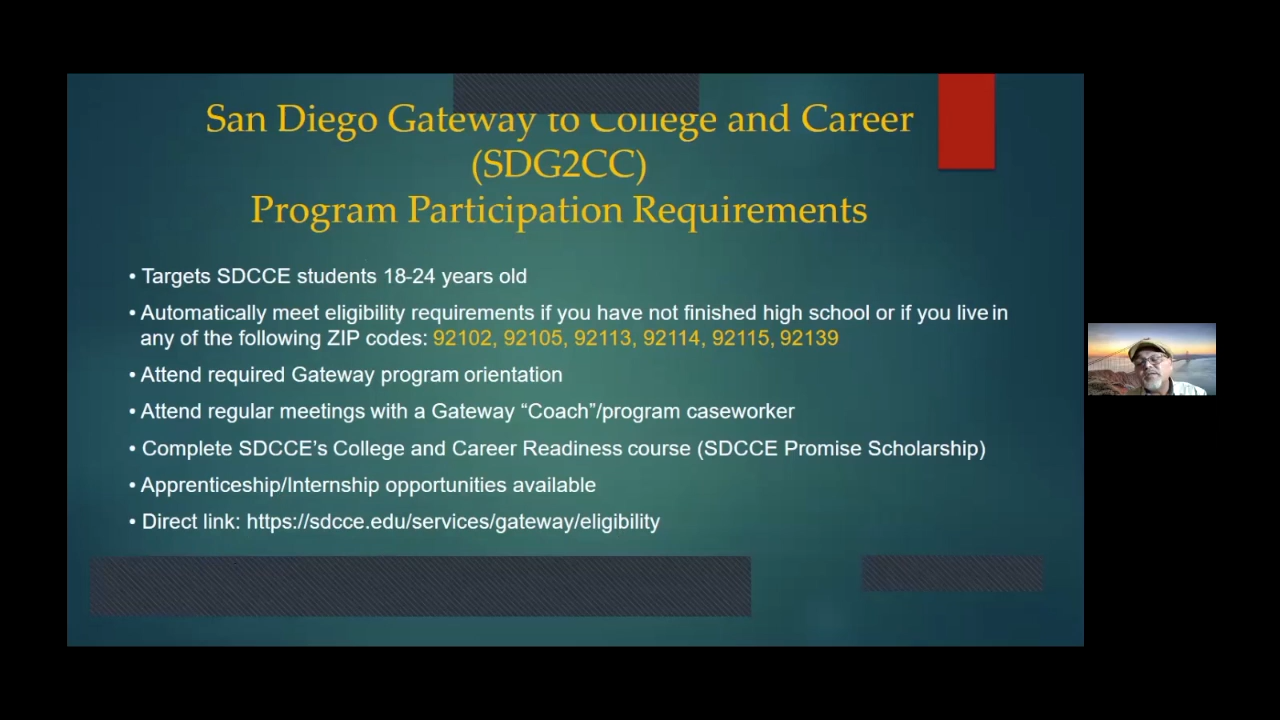 San Diego Gateway to College and Career
(SDG2CC)
Program Participation Requirements
• Targets SDCCE students 18-24 years old
• Automatically meet eligibility requirements if you have not finished high school or if you live in
any of the following ZIP codes: 92102, 92105, 92113, 92114, 92115, 92139
• Attend required Gateway program orientation
• Attend regular meetings with a Gateway “Coach”/program caseworker
• Complete SDCCE’s College and Career Readiness course (SDCCE Promise Scholarship)
• Apprenticeship/Internship opportunities available
• Direct link: https://sdcce.edu/services/gateway/eligibility